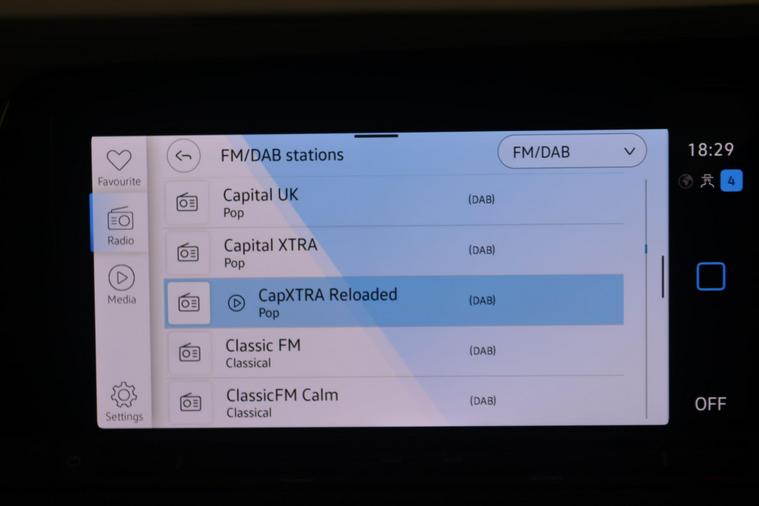 FM/DAB stations
FM/DAB
18:29
4
Favourite
Radio
Media
Settings
Capital UK
Pop
(DAB)
Capital XTRA
Pop
(DAB)
CapXTRA Reloaded
Pop
(DAB)
Classic FM
Classical
(DAB)
ClassicFM Calm
Classical
(DAB)
OFF